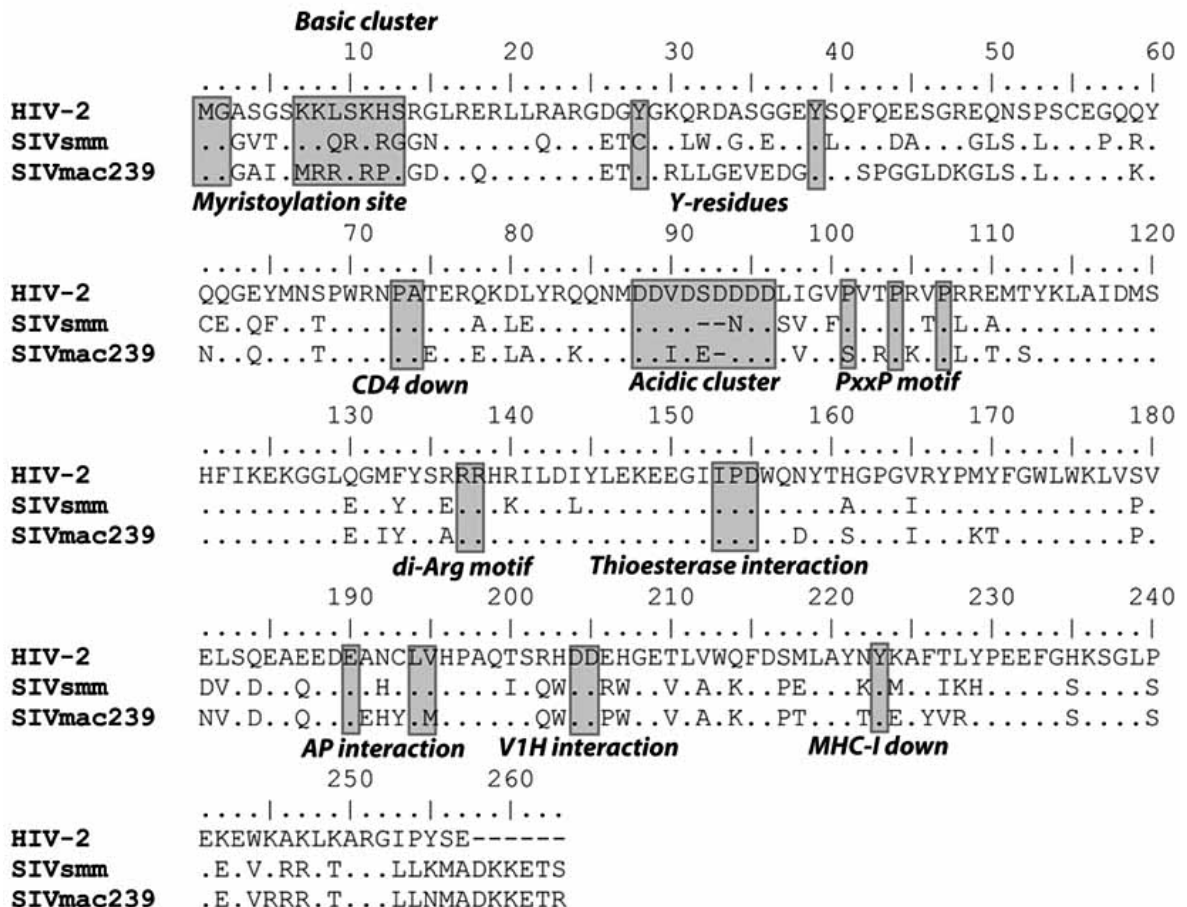 Basic cluster
10 20 30 40 50 60
....|....|....|....|....|....|....|....|....|....|....|....|
HIV-2 MGASGSKKLSKHSRGLRERLLRARGDGYGKQRDASGGEYSQFQEESGREQNSPSCEGQQY
SIVsmm ..GVT...QR.RGGN.......Q...ETC..LW.G.E..L...DA...GLS.L...P.R.
SIVmac239 ..GAI.MRR.RP.GD..Q........ET..RLLGEVEDG...SPGGLDKGLS.L.....K.
Myristoylation site Y-residues
70 80 90 100 110 120
....|....|....|....|....|....|....|....|....|....|....|....|
HIV-2 QQGEYMNSPWRNPATERQKDLYRQQNMDDVDSDDDDLIGVPVTPRVPRREMTYKLAIDMS
SIVsmm CE.QF..T.........A.LE...........--N..SV.F.....T.L.A.........
SIVmac239 N..Q...T......E..E.LA..K.....I.E-....V..S..R.K..L.T.S.......
CD4 down Acidic cluster PxxP motif
130 140 150 160 170 180
....|....|....|....|....|....|....|....|....|....|....|....|
HIV-2 HFIKEKGGLQGMFYSRRRHRILDIYLEKEEGIIPDWQNYTHGPGVRYPMYFGWLWKLVSV
SIVsmm .........E..Y..E...K...L................A...I.............P.
SIVmac239 .........E.IY..A.....................D..S...I...KT........P.
di-Arg motif Thioesterase interaction
190 200 210 220 230 240
....|....|....|....|....|....|....|....|....|....|....|....|
HIV-2 ELSQEAEEDEANCLVHPAQTSRHDDEHGETLVWQFDSMLAYNYKAFTLYPEEFGHKSGLP
SIVsmm DV.D..Q....H.......I.QW..RW..V.A.K..PE...K.M..IKH......S....S
SIVmac239 NV.D..Q...EHY.M......QW..PW..V.A.K..PT...T.E.YVR.......S....S
AP interaction V1H interaction MHC-I down
250 260
....|....|....|....|...
HIV-2 EKEWKAKLKARGIPYSE------
SIVsmm .E.V.RR.T...LLKMADKKETS
SIVmac239 .E.VRRR.T...LLNMADKKETR